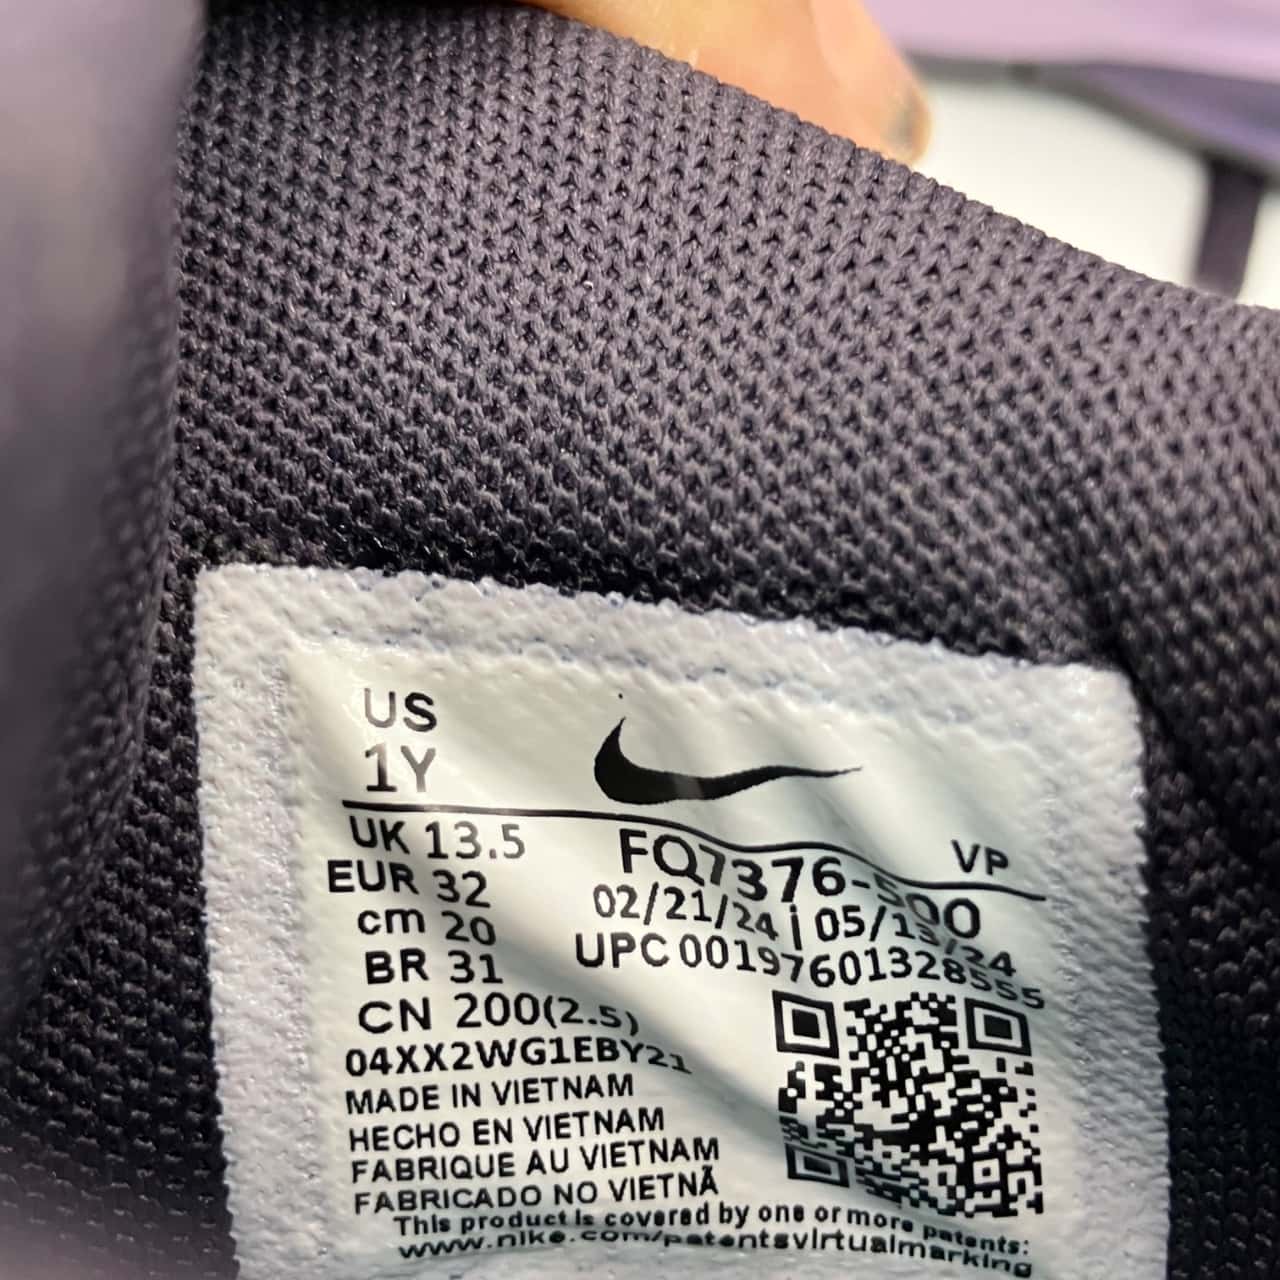 US
1Y
UK 13.5
EUR 32
cm 20
BR 31
CN 200(2.5)
VP
FQ7376-500
02/21/24 | 05/13/24
UPC 00197601328555
04XX2WG1EBY21
MADE IN VIETNAM
HECHO EN VIETNAM
FABRIQUE AU VIETNAM
FABRICADO NO VIETNÃ
This product is covered by one or more patents:
www.nike.com/patentsvirtualmarking